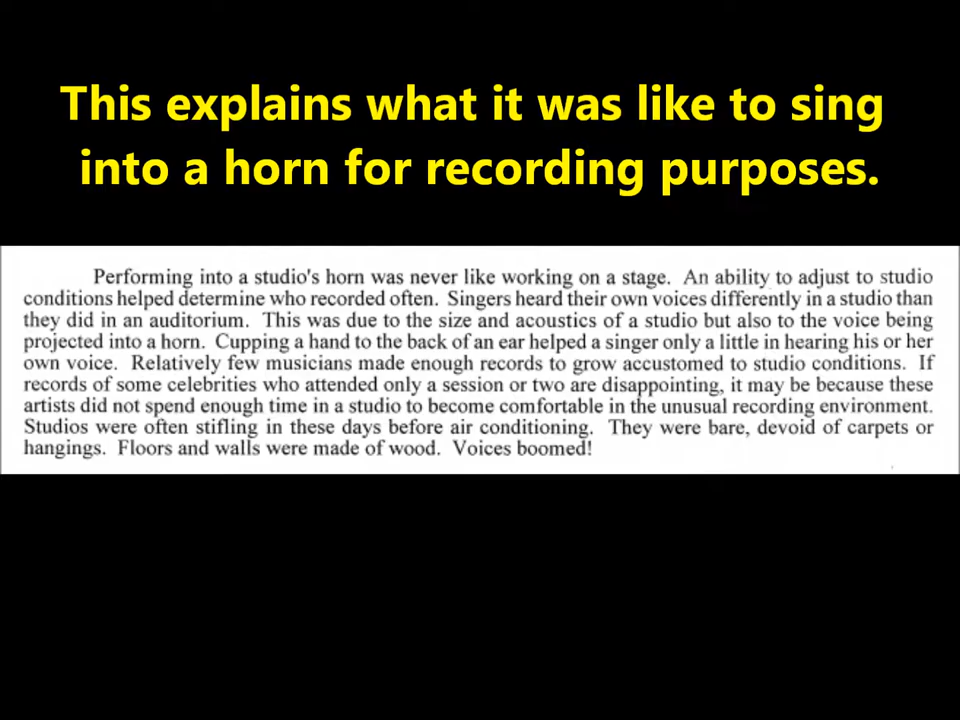 This explains what it was like to sing
into a horn for recording purposes.
Performing into a studio's horn was never like working on a stage. An ability to adjust to studio
conditions helped determine who recorded often. Singers heard their own voices differently in a studio than
they did in an auditorium. This was due to the size and acoustics of a studio but also to the voice being
projected into a horn. Cupping a hand to the back of an ear helped a singer only a little in hearing his or her
own voice. Relatively few musicians made enough records to grow accustomed to studio conditions. If
records of some celebrities who attended only a session or two are disappointing, it may be because these
artists did not spend enough time in a studio to become comfortable in the unusual recording environment.
Studios were often stifling in these days before air conditioning. They were bare, devoid of carpets or
hangings. Floors and walls were made of wood. Voices boomed!